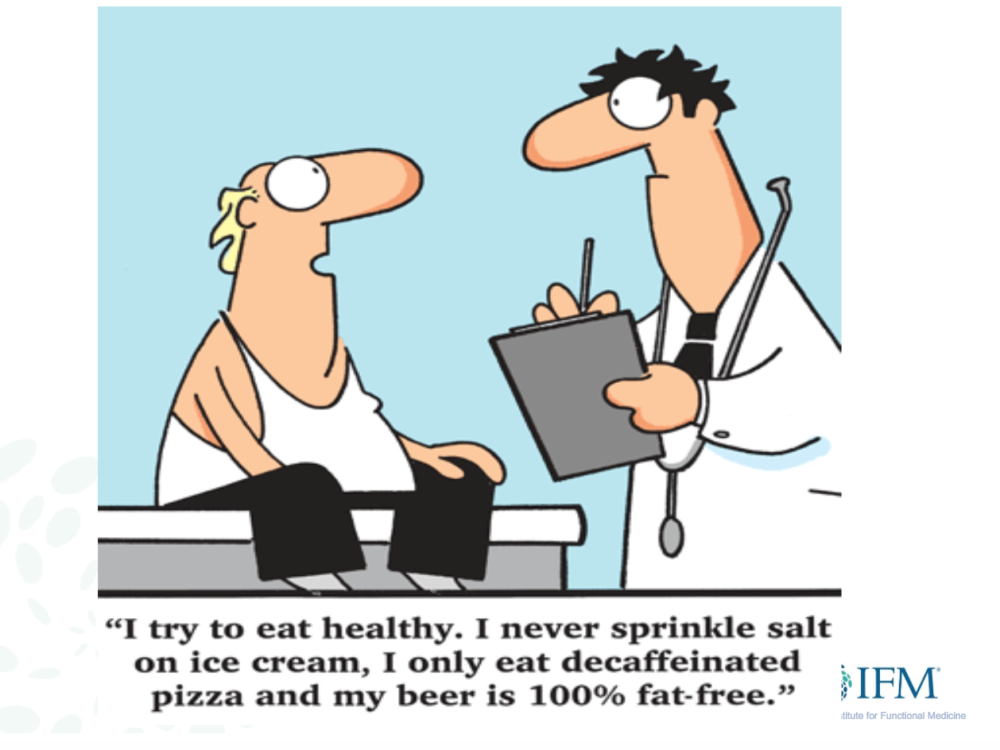 “I try to eat healthy. I never sprinkle salt
on ice cream, I only eat decaffeinated
pizza and my beer is 100% fat-free.”
IFM®
stitute for Functional Medicine